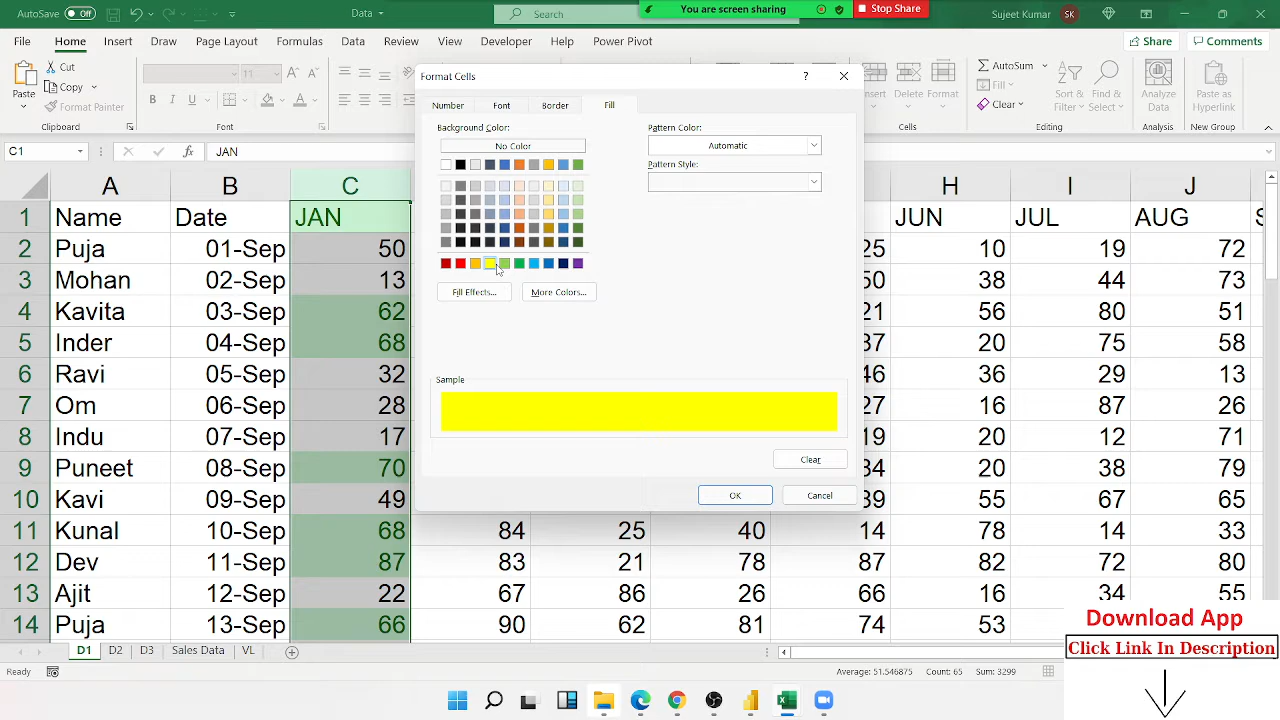 AutoSave Off Data Search You are screen sharing Stop Share Sujeet Kumar SK
File Home Insert Draw Page Layout Formulas Data Review View Developer Help Power Pivot Share Comments
Paste Cut Copy Format Painter
11 B I U A
AutoSum Fill Clear
Insert Delete Format Sort & Filter Find & Select Analyze Data Paste as Hyperlink
Clipboard Font Cells Editing Analysis New Group
C1 fx JAN
Format Cells ?
Number Font Border Fill
Background Color: Pattern Color:
No Color Automatic
Pattern Style:
Fill Effects... More Colors...
Sample
Clear
OK Cancel
A B C H I J
1 Name Date JAN JUN JUL AUG
2 Puja 01-Sep 50 25 10 19 72
3 Mohan 02-Sep 13 50 38 44 73
4 Kavita 03-Sep 62 21 56 80 51
5 Inder 04-Sep 68 37 20 75 58
6 Ravi 05-Sep 32 46 36 29 13
7 Om 06-Sep 28 27 16 87 26
8 Indu 07-Sep 17 19 20 12 71
9 Puneet 08-Sep 70 34 20 38 79
10 Kavi 09-Sep 49 39 55 67 65
11 Kunal 10-Sep 68 84 25 40 14 78 14 33
12 Dev 11-Sep 87 83 21 78 87 82 72 80
13 Ajit 12-Sep 22 67 86 26 66 16 34 55
14 Puja 13-Sep 66 90 62 81 74 53
D1 D2 D3 Sales Data VL
Ready Average: 51.546875 Count: 65 Sum: 3299
Download App
Click Link In Description